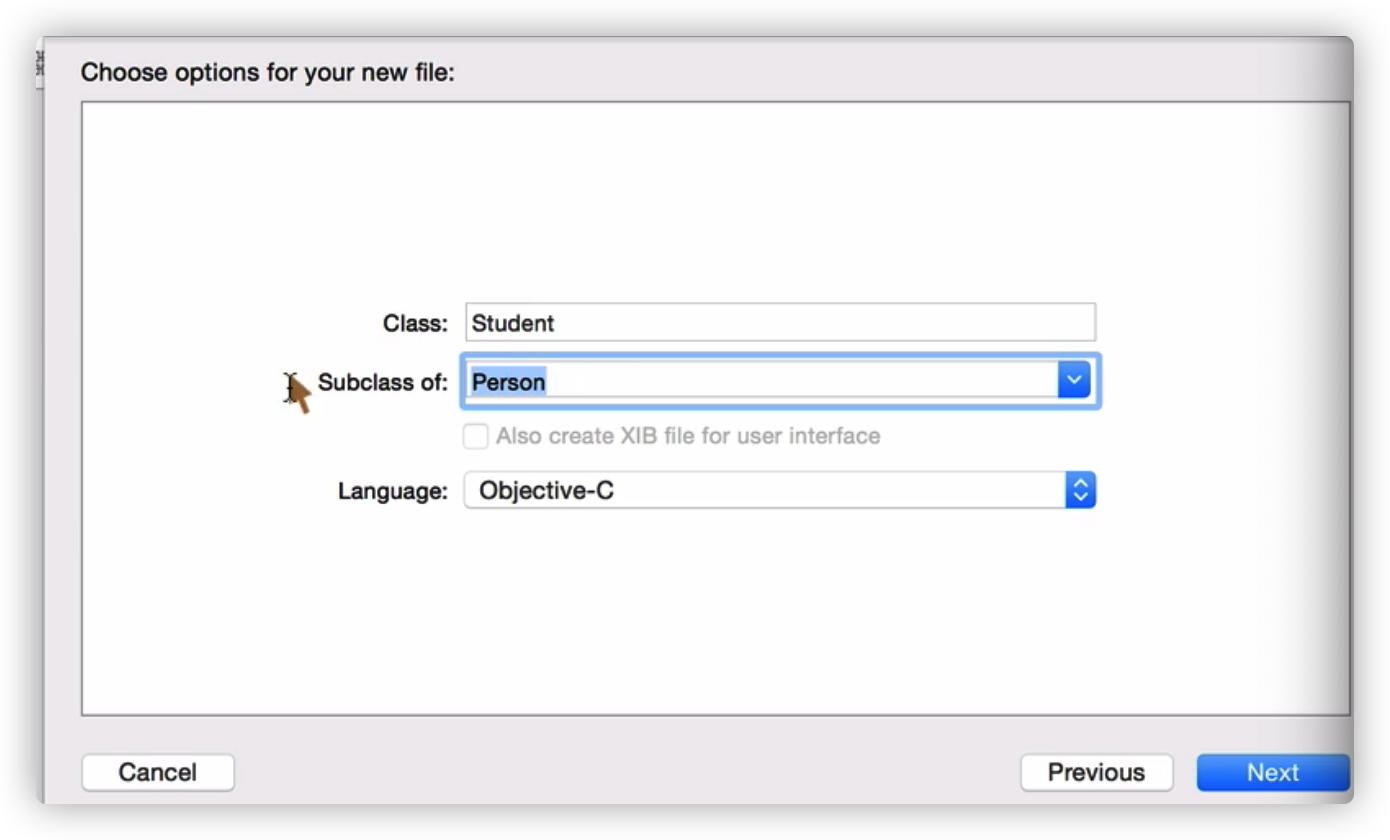 Choose options for your new file:
Class: Student
Subclass of: Person
Also create XIB file for user interface
Language: Objective-C
Cancel Previous Next